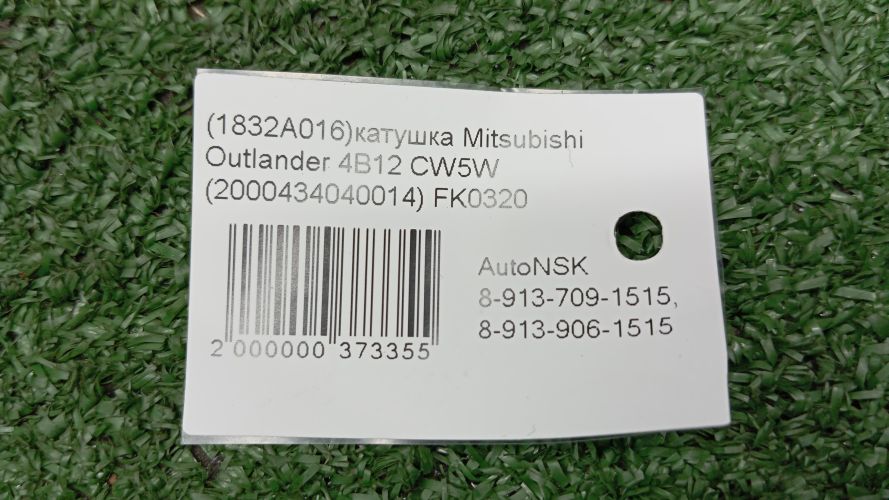 (1832A016)катушка Mitsubishi
Outlander 4B12 CW5W
(2000434040014) FK0320
AutoNSK
8-913-709-1515,
8-913-906-1515
2 000000 373355